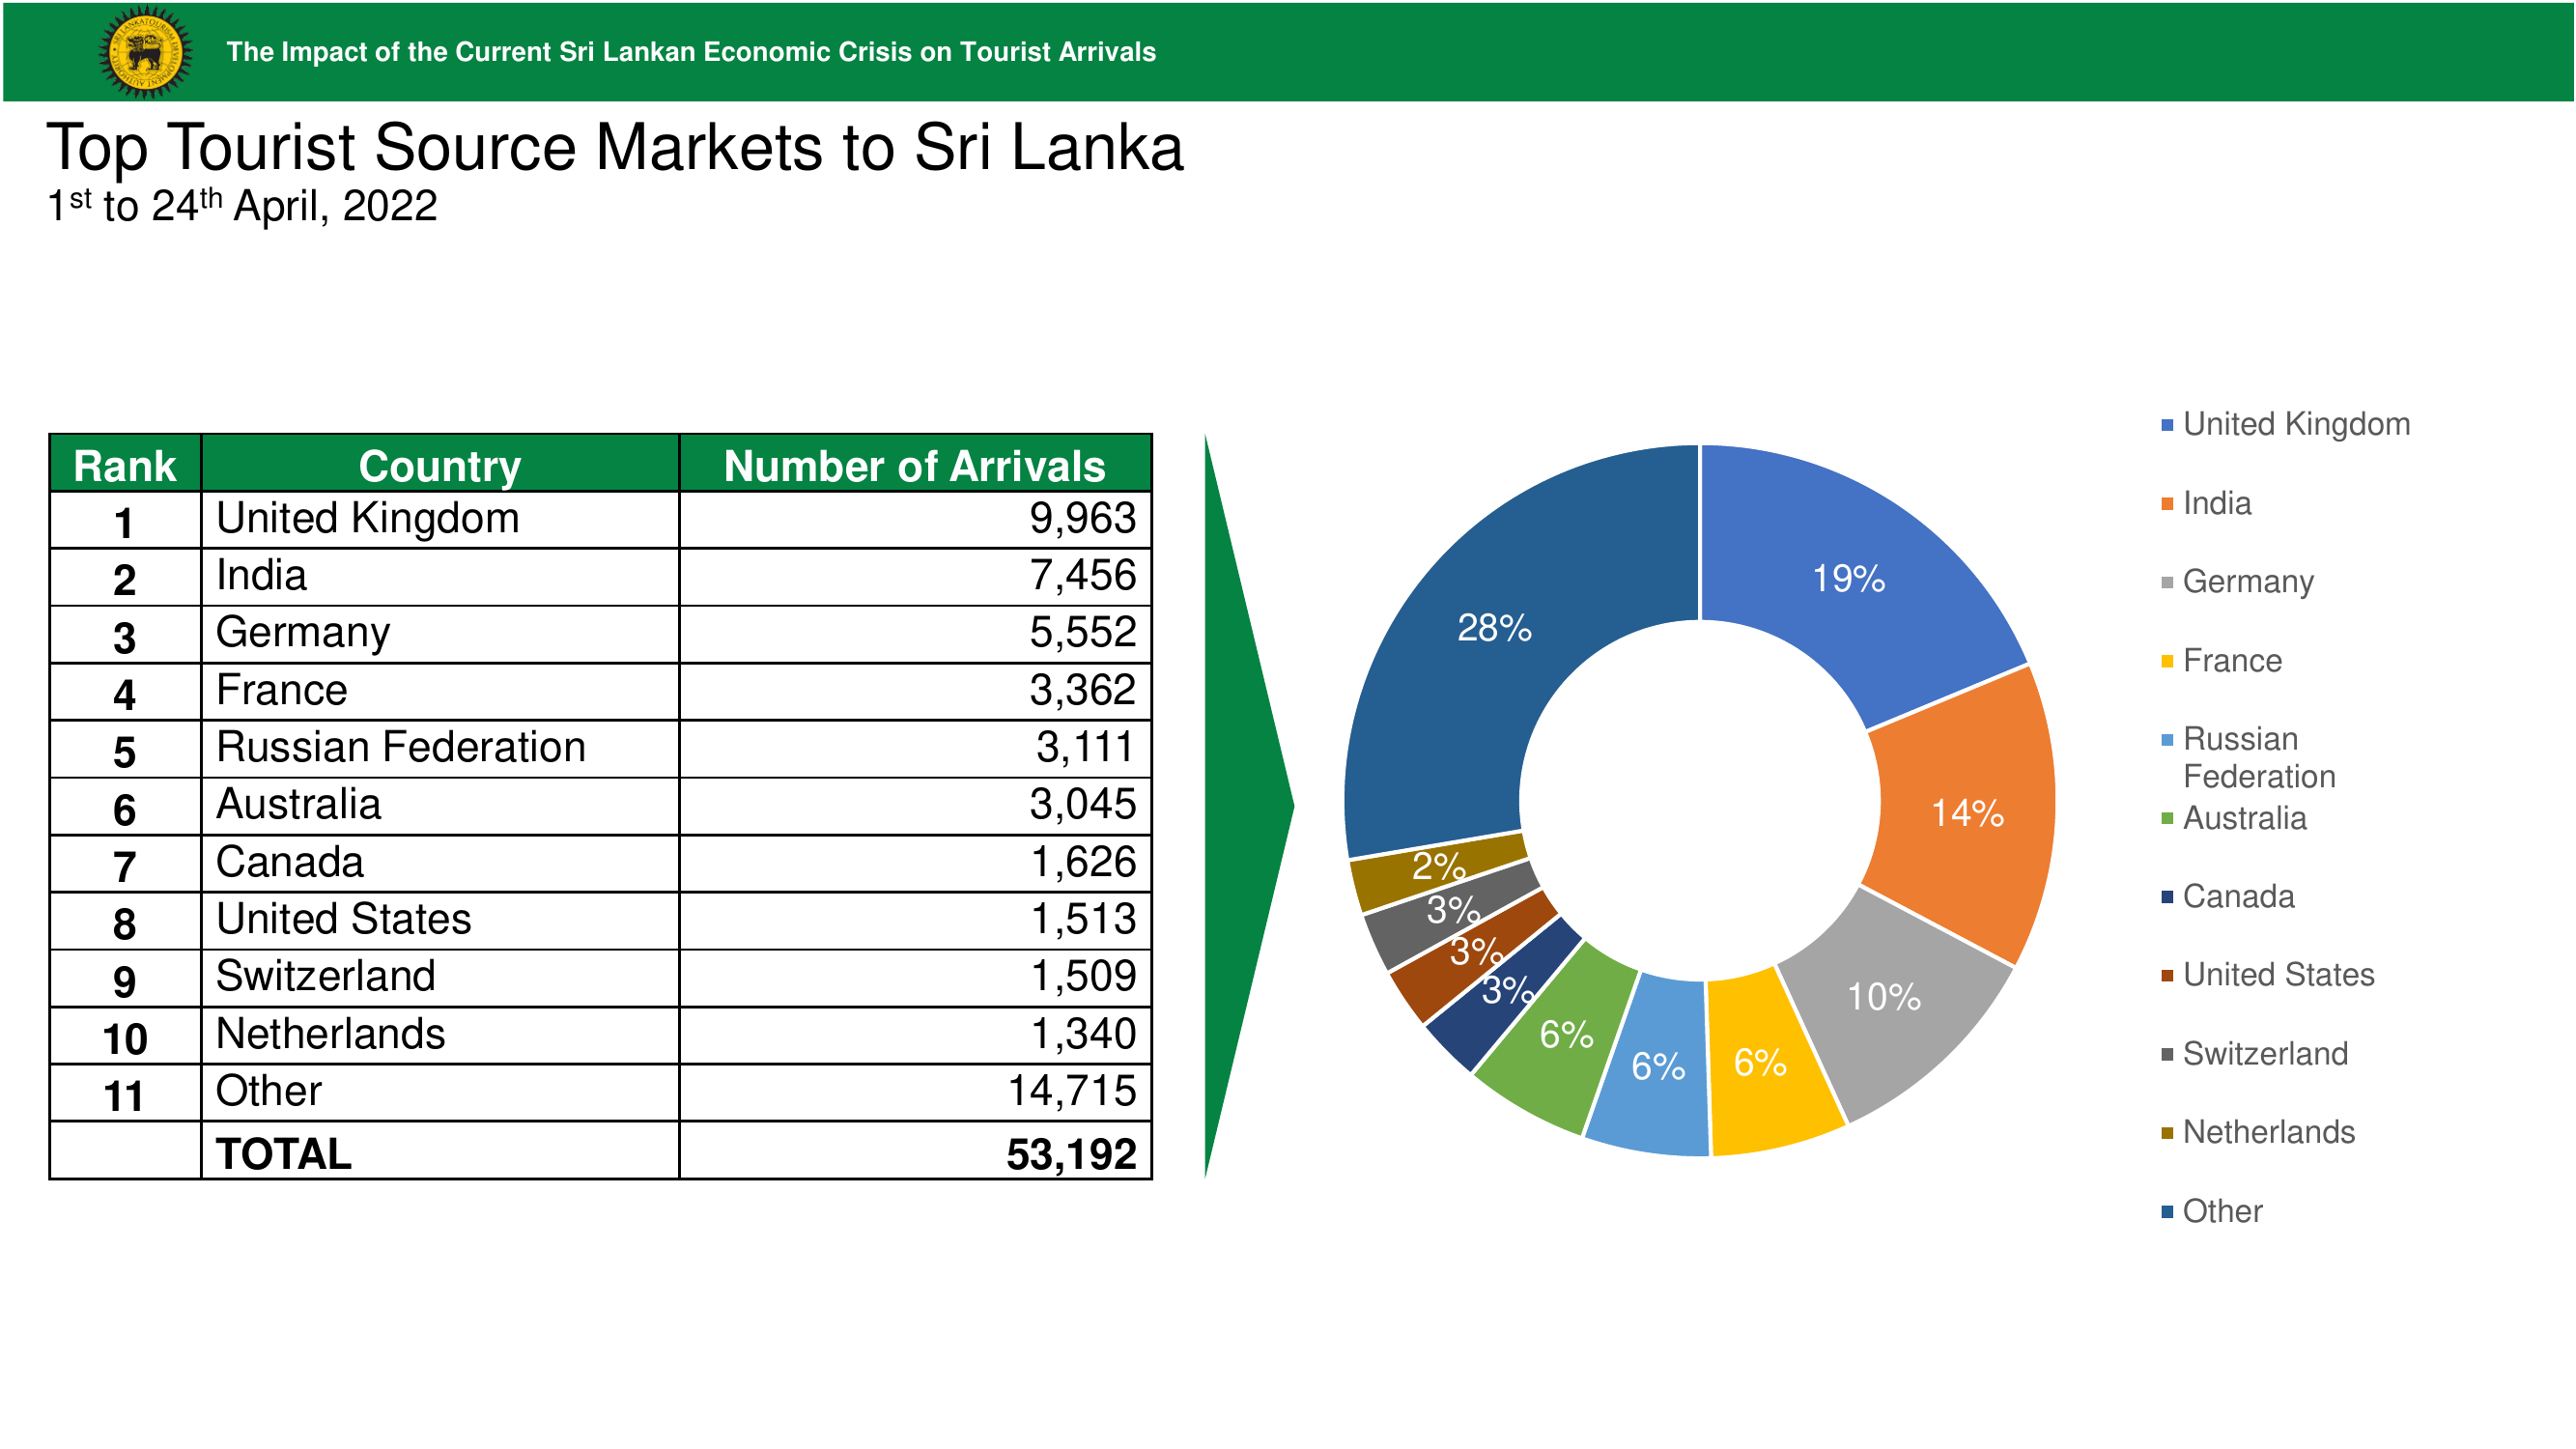 The Impact of the Current Sri Lankan Economic Crisis on Tourist Arrivals
Top Tourist Source Markets to Sri Lanka
1st to 24th April, 2022
Rank Country Number of Arrivals
1 United Kingdom 9,963
2 India 7,456
3 Germany 5,552
4 France 3,362
5 Russian Federation 3,111
6 Australia 3,045
7 Canada 1,626
8 United States 1,513
9 Switzerland 1,509
10 Netherlands 1,340
11 Other 14,715
TOTAL 53,192
19%
14%
10%
6%
6%
6%
3%
3%
3%
2%
28%
United Kingdom
India
Germany
France
Russian
Federation
Australia
Canada
United States
Switzerland
Netherlands
Other